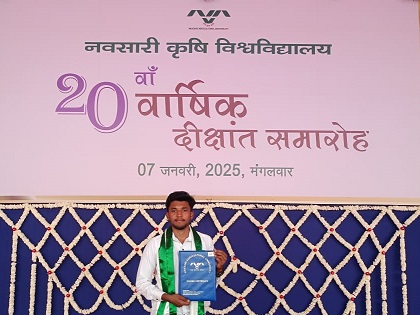 नवसारी कृषि विश्वविद्यालय
20वाँ वार्षिक
दीक्षांत समारोह
07 जनवरी, 2025, मंगलवार